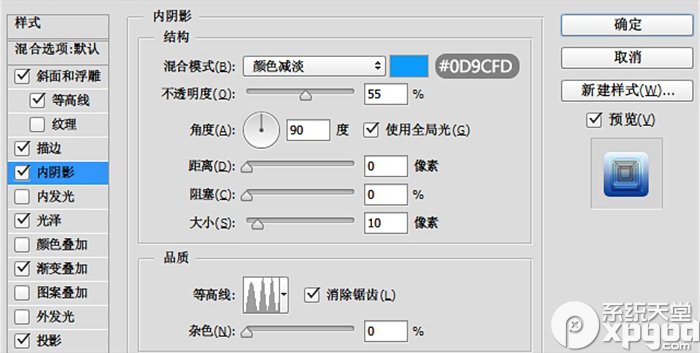 样式
混合选项:默认
斜面和浮雕
等高线
纹理
描边
内阴影
内发光
光泽
颜色叠加
渐变叠加
图案叠加
外发光
投影
内阴影
结构
混合模式(B): 颜色减淡 #0D9CFD
不透明度(O): 55 %
角度(A): 90 度 使用全局光(G)
距离(D): 0 像素
阻塞(C): 0 %
大小(S): 10 像素
品质
等高线: 消除锯齿(L)
杂色(N): 0 %
确定
取消
新建样式(W)...
预览(V)
系统天堂